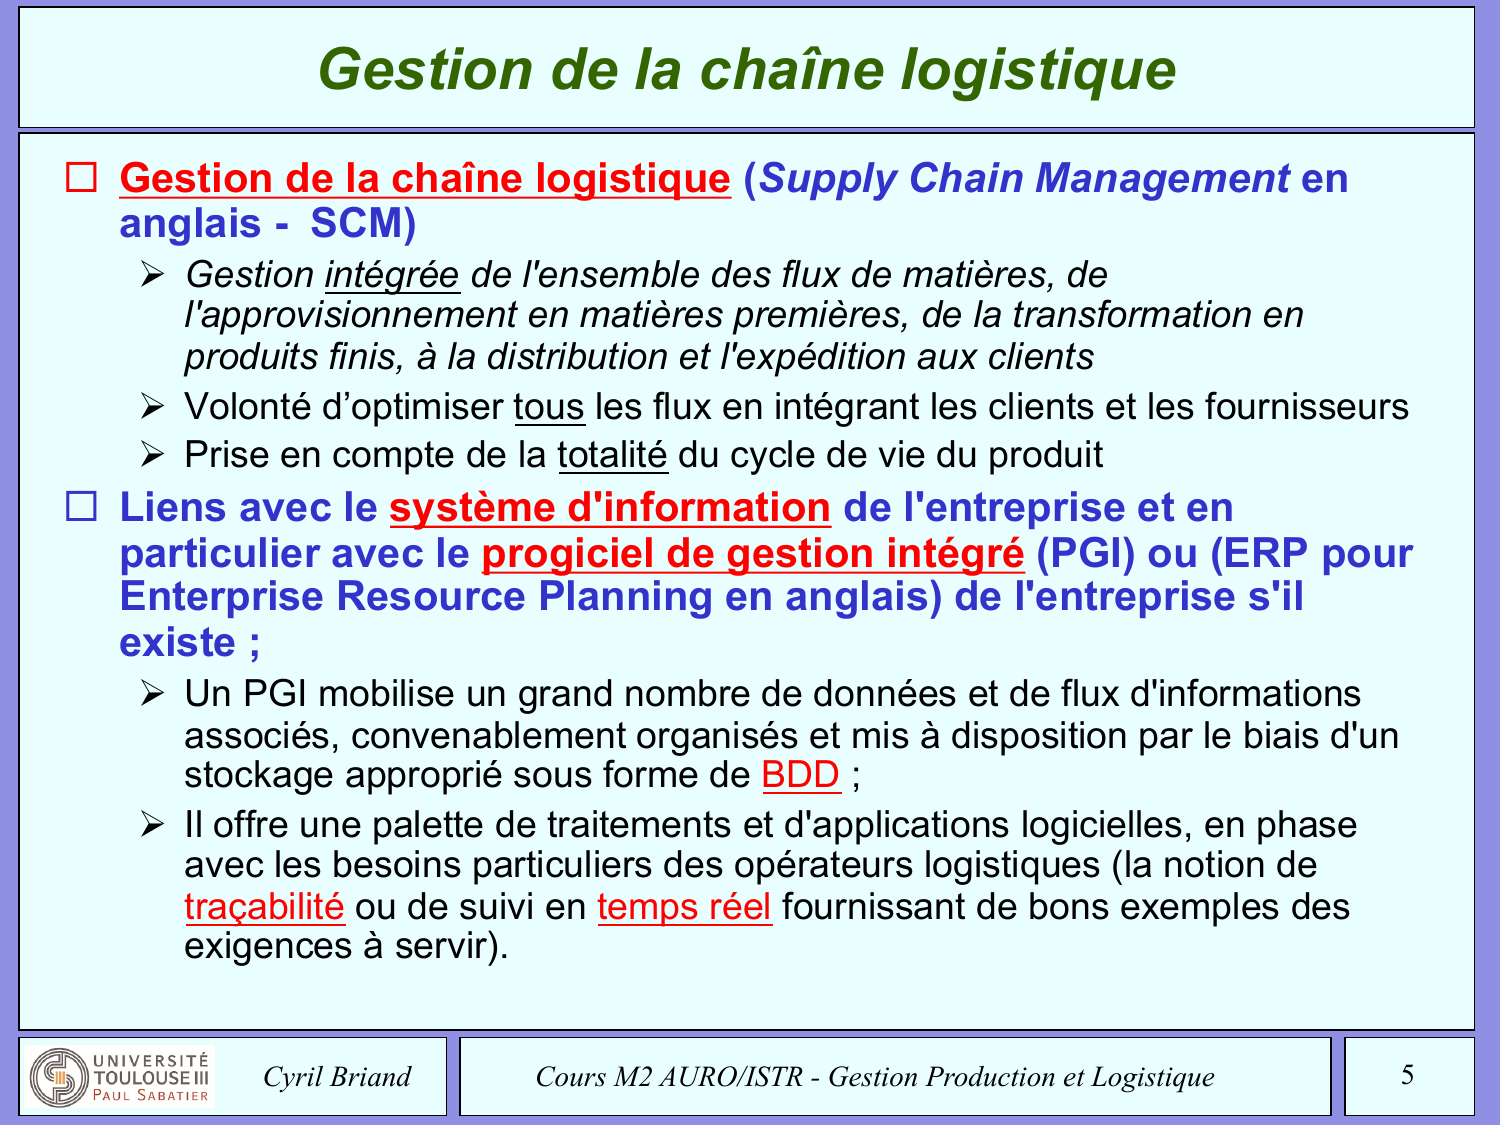 Gestion de la chaîne logistique
Gestion de la chaîne logistique (Supply Chain Management en
anglais -  SCM)
Gestion intégrée de l'ensemble des flux de matières, de
l'approvisionnement en matières premières, de la transformation en
produits finis, à la distribution et l'expédition aux clients
Volonté d’optimiser tous les flux en intégrant les clients et les fournisseurs
Prise en compte de la totalité du cycle de vie du produit
Liens avec le système d'information de l'entreprise et en
particulier avec le progiciel de gestion intégré (PGI) ou (ERP pour
Enterprise Resource Planning en anglais) de l'entreprise s'il
existe ;
Un PGI mobilise un grand nombre de données et de flux d'informations
associés, convenablement organisés et mis à disposition par le biais d'un
stockage approprié sous forme de BDD ;
Il offre une palette de traitements et d'applications logicielles, en phase
avec les besoins particuliers des opérateurs logistiques (la notion de
traçabilité ou de suivi en temps réel fournissant de bons exemples des
exigences à servir).
UNIVERSITÉ
TOULOUSE III
PAUL SABATIER
Cyril Briand
Cours M2 AURO/ISTR - Gestion Production et Logistique
5